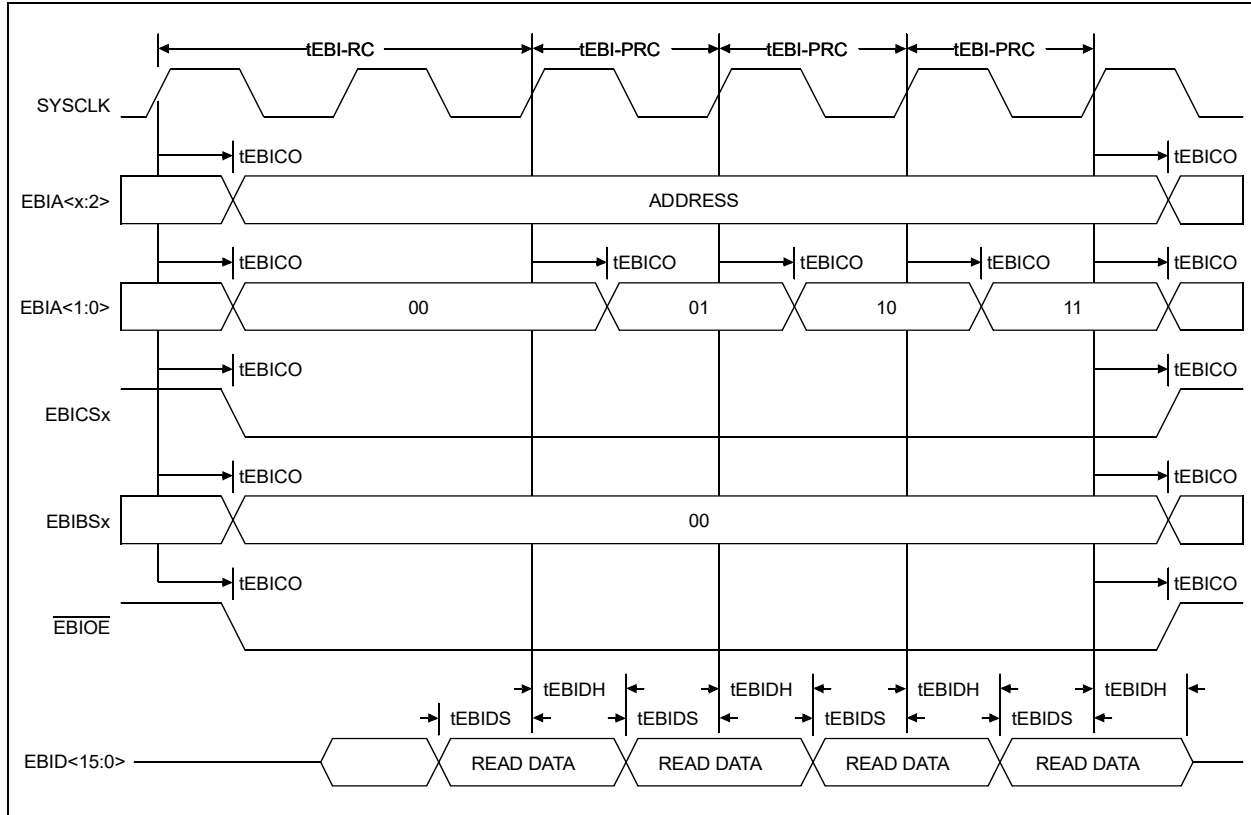 tEBI-RC tEBI-PRC tEBI-PRC tEBI-PRC
SYSCLK
tEBICO tEBICO
EBIA<x:2> ADDRESS
tEBICO tEBICO tEBICO tEBICO tEBICO
EBIA<1:0> 00 01 10 11
tEBICO tEBICO
EBICSx
tEBICO tEBICO
EBIBSx 00
tEBICO tEBICO
EBIOE
tEBIDH tEBIDH tEBIDH tEBIDH
tEBIDS tEBIDS tEBIDS tEBIDS
EBID<15:0> READ DATA READ DATA READ DATA READ DATA